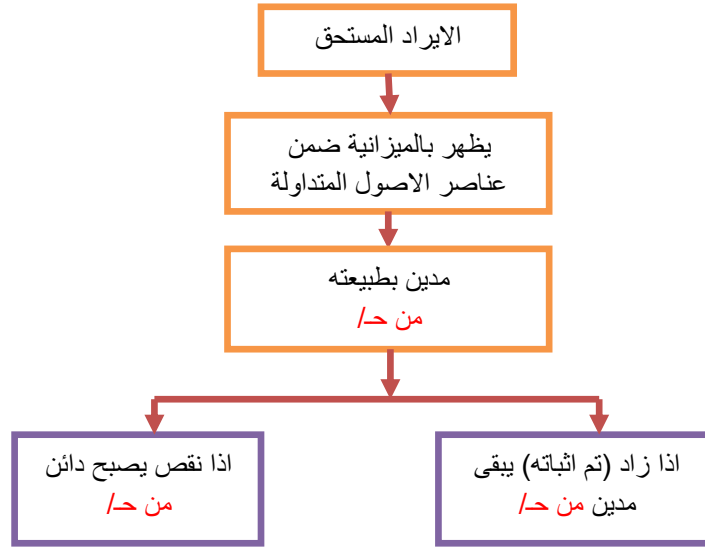 الايراد المستحق
يظهر بالميزانية ضمن
عناصر الاصول المتداولة
مدين بطبيعته
من حـ/
اذا زاد (تم اثباته) يبقى
مدين من حـ/
اذا نقص يصبح دائن
من حـ/